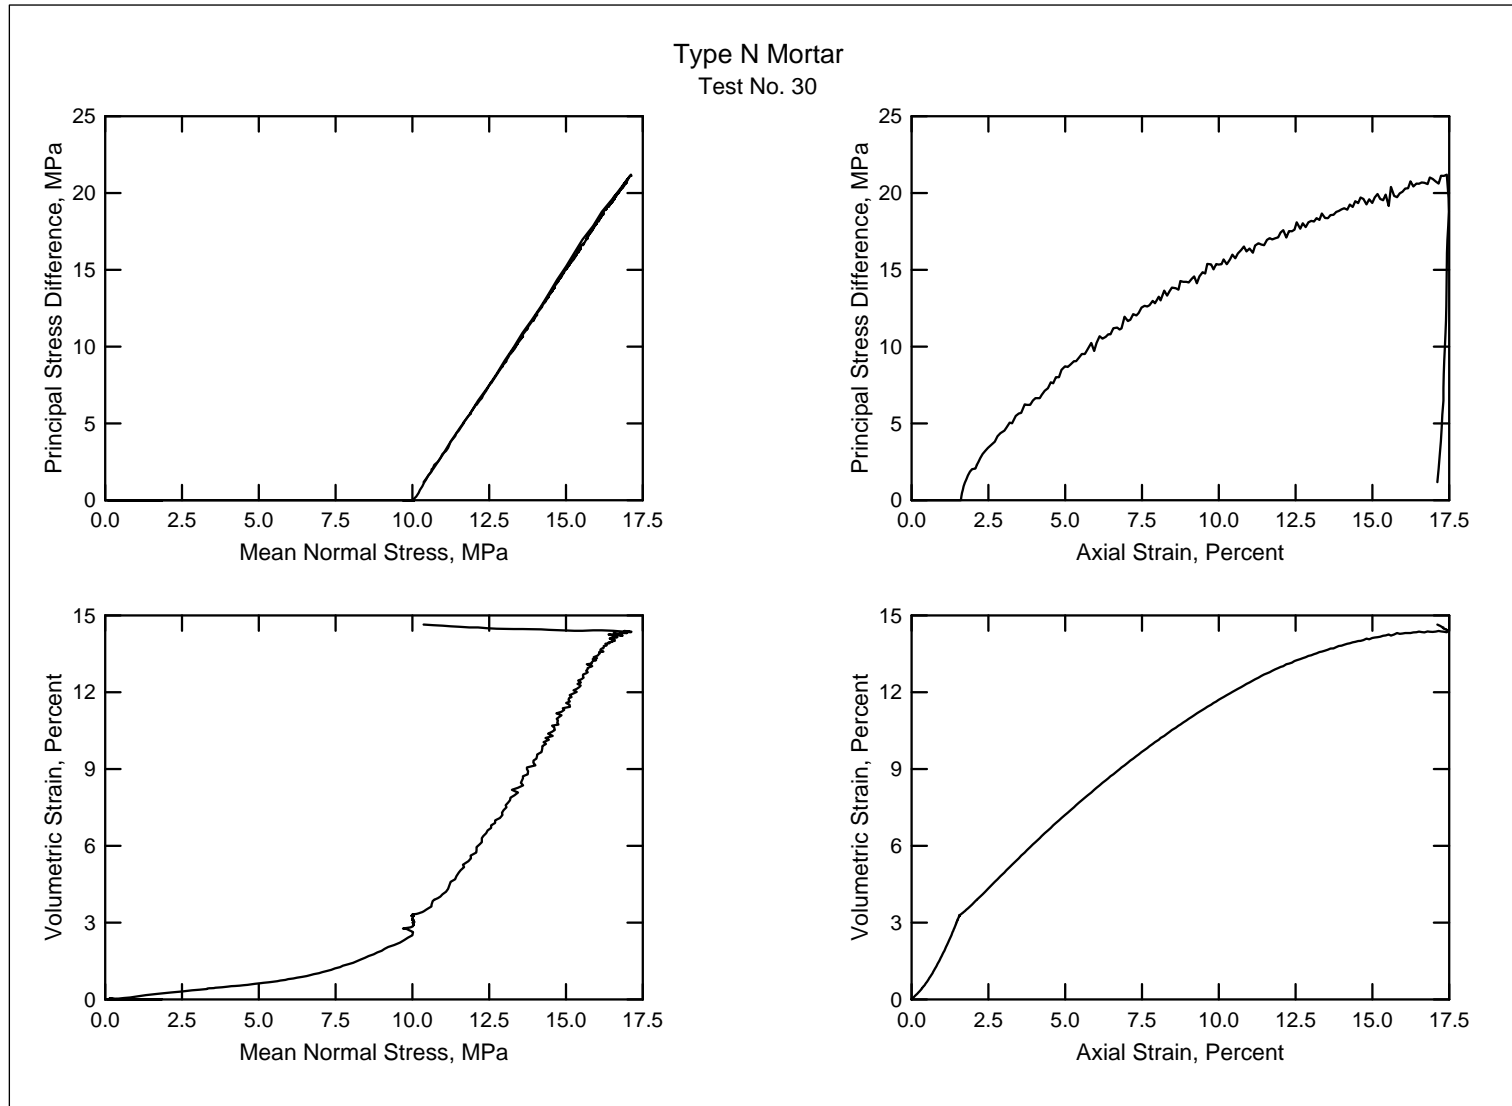 Type N Mortar
Test No. 30
Principal Stress Difference, MPa
25
20
15
10
5
0
0.0 2.5 5.0 7.5 10.0 12.5 15.0 17.5
Mean Normal Stress, MPa
Principal Stress Difference, MPa
25
20
15
10
5
0
0.0 2.5 5.0 7.5 10.0 12.5 15.0 17.5
Axial Strain, Percent
Volumetric Strain, Percent
15
12
9
6
3
0
0.0 2.5 5.0 7.5 10.0 12.5 15.0 17.5
Mean Normal Stress, MPa
Volumetric Strain, Percent
15
12
9
6
3
0
0.0 2.5 5.0 7.5 10.0 12.5 15.0 17.5
Axial Strain, Percent